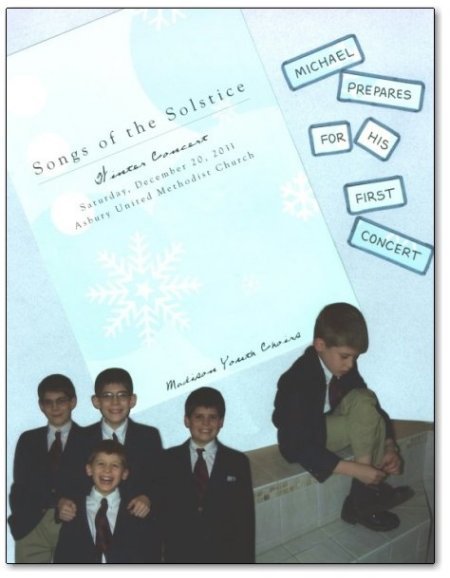 Songs of the Solstice
Winter Concert
Saturday, December 20, 2011
Asbury United Methodist Church
Madison Youth Choirs
MICHAEL
PREPARES
FOR HIS
FIRST
CONCERT